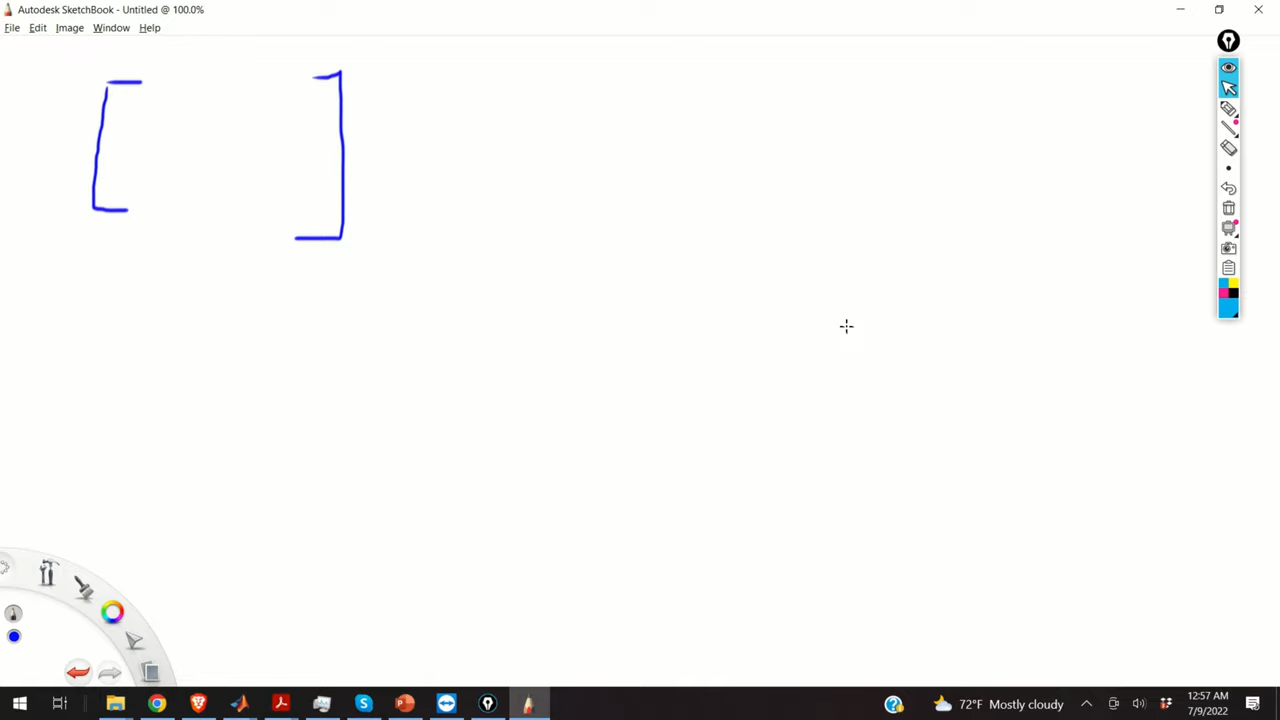 Autodesk SketchBook - Untitled @ 100.0%
File Edit Image Window Help
[ ]
72°F Mostly cloudy
12:57 AM
7/9/2022